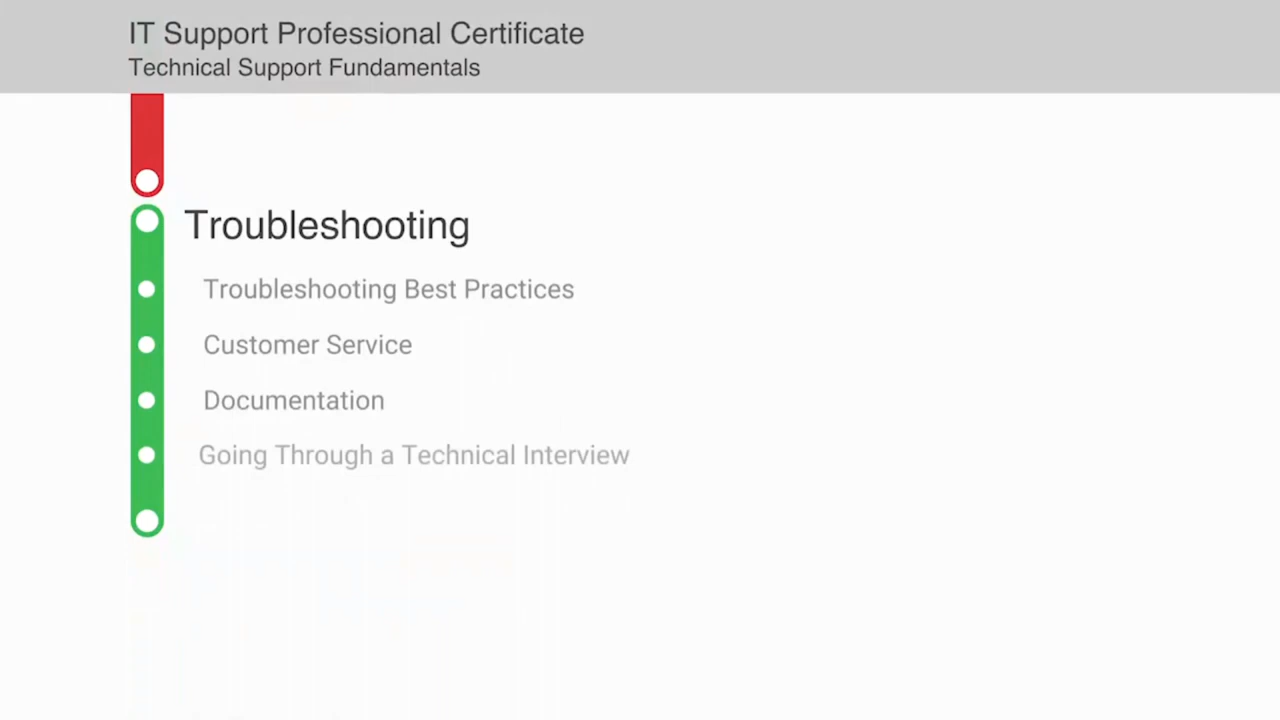 IT Support Professional Certificate
Technical Support Fundamentals
Troubleshooting
Troubleshooting Best Practices
Customer Service
Documentation
Going Through a Technical Interview